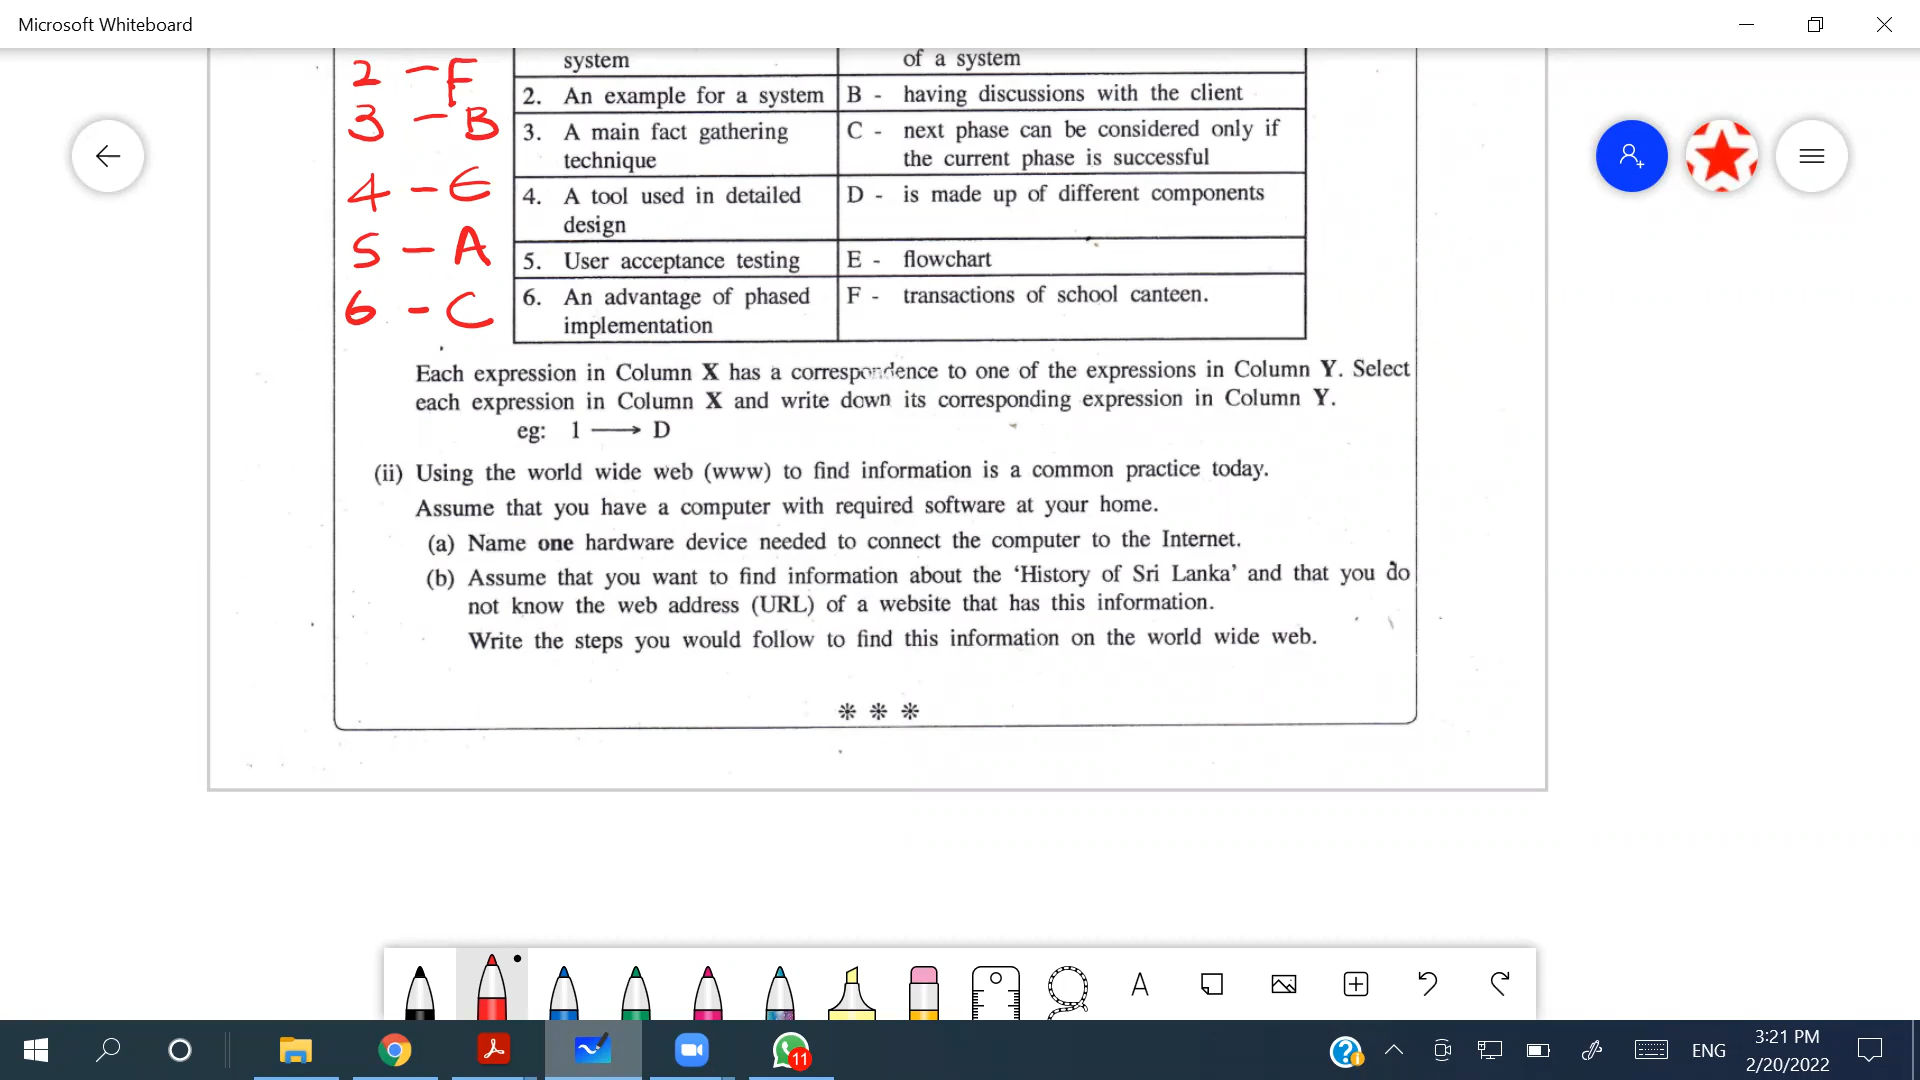 Microsoft Whiteboard
system
of a system
2 - F
2. An example for a system
B - having discussions with the client
3 - B
3. A main fact gathering technique
C - next phase can be considered only if the current phase is successful
4 - E
4. A tool used in detailed design
D - is made up of different components
5 - A
5. User acceptance testing
E - flowchart
6 - C
6. An advantage of phased implementation
F - transactions of school canteen.
Each expression in Column X has a correspondence to one of the expressions in Column Y. Select
each expression in Column X and write down its corresponding expression in Column Y.
eg: 1 ⟶ D
(ii) Using the world wide web (www) to find information is a common practice today.
Assume that you have a computer with required software at your home.
(a) Name one hardware device needed to connect the computer to the Internet.
(b) Assume that you want to find information about the ‘History of Sri Lanka’ and that you do
not know the web address (URL) of a website that has this information.
Write the steps you would follow to find this information on the world wide web.
* * *
A
11
ENG
3:21 PM
2/20/2022